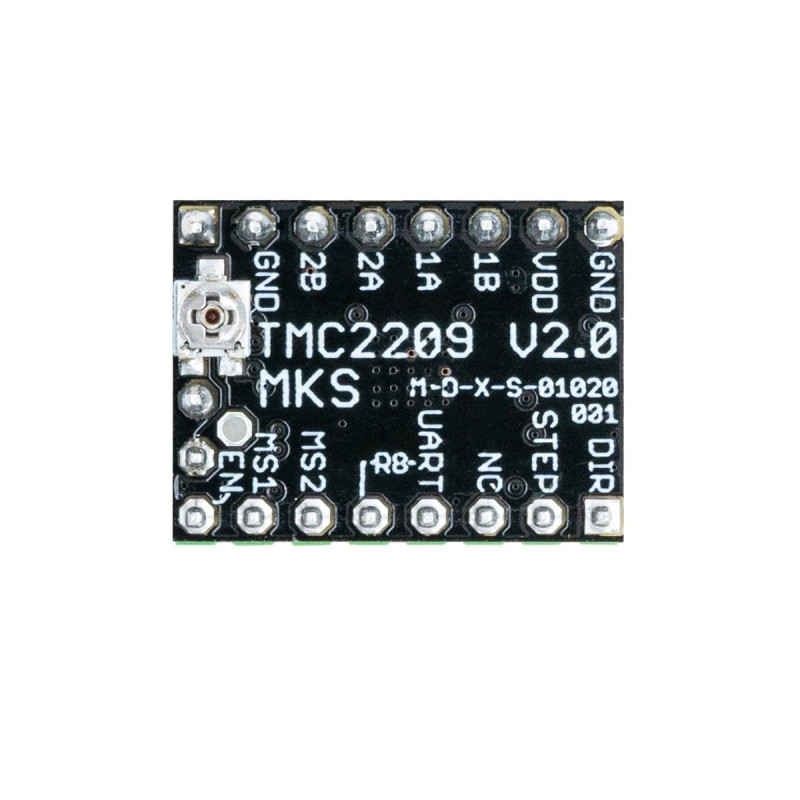 GND 2B 2A 1A 1B VDD GND
TMC2209 V2.0
MKS M-D-X-S-01020
031
EN MS1 MS2 R8 UART NC STEP DIR